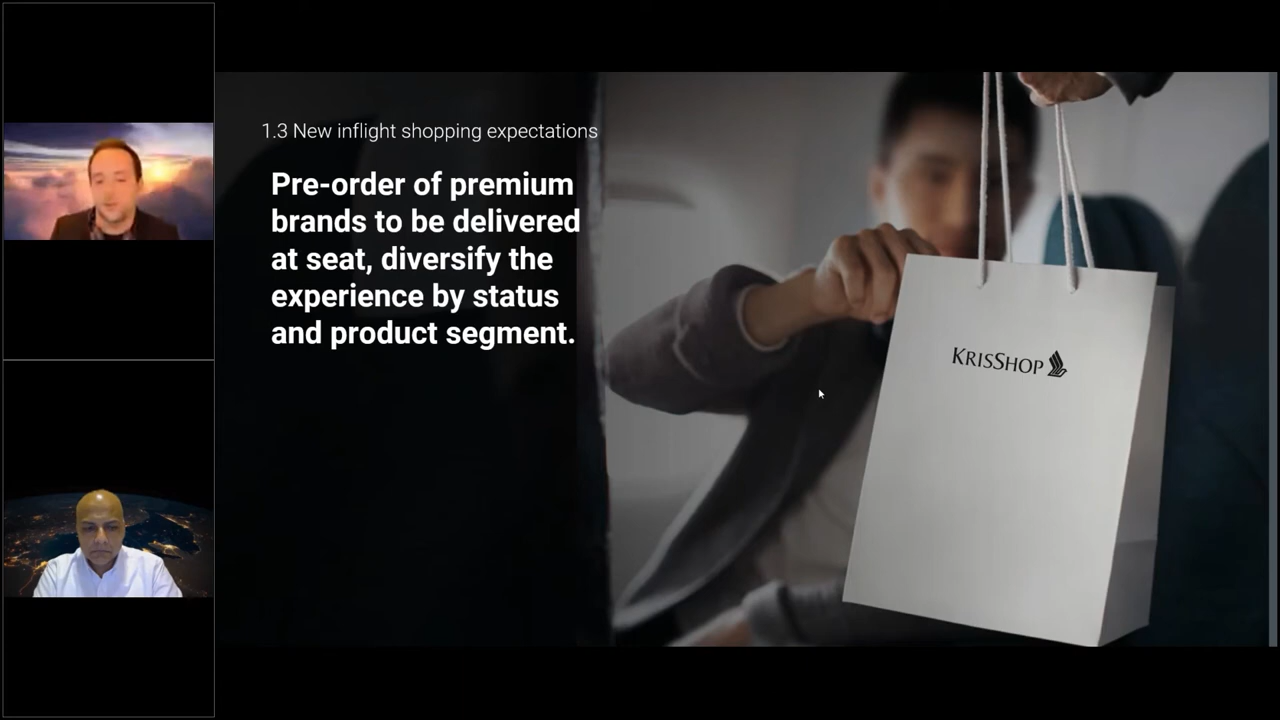 1.3 New inflight shopping expectations
Pre-order of premium
brands to be delivered
at seat, diversify the
experience by status
and product segment.
KRISSHOP